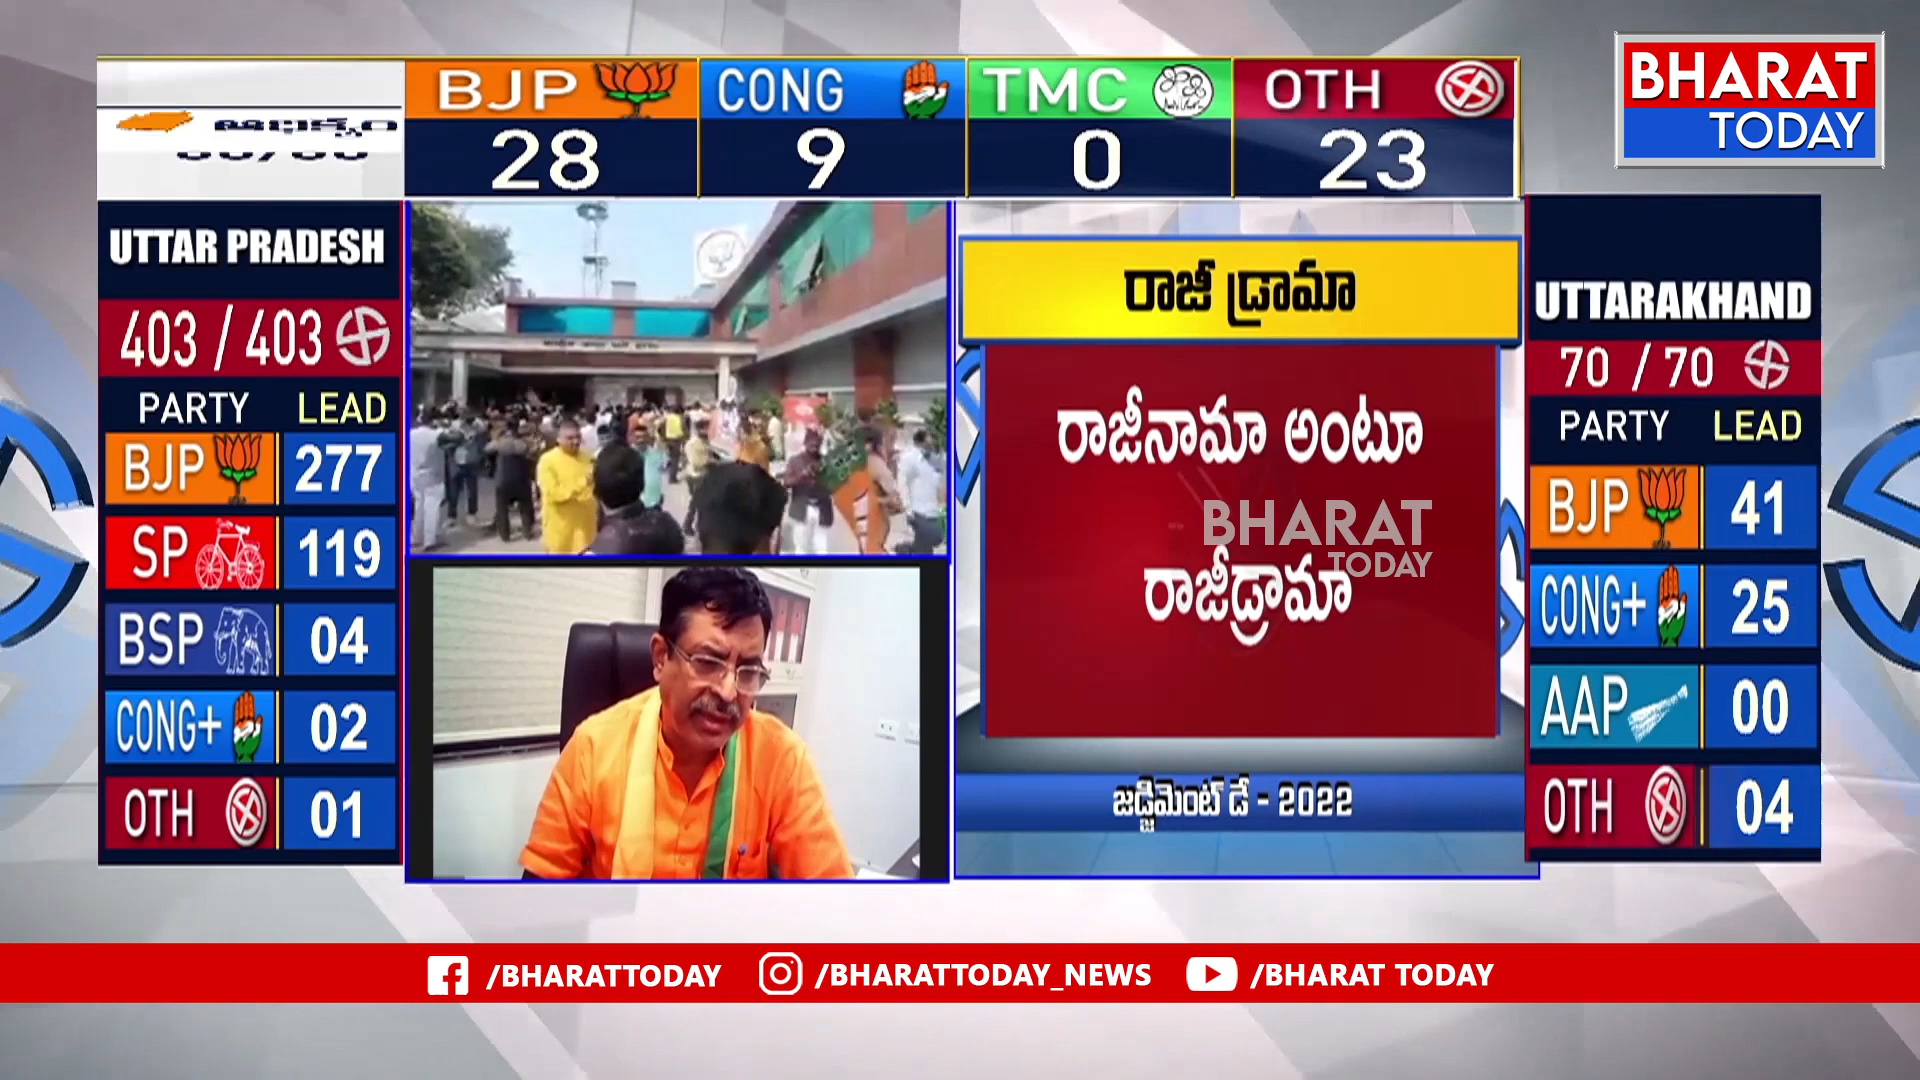 BHARAT
TODAY
BJP
CONG
TMC
OTH
28
9
0
23
UTTAR PRADESH
403 / 403
PARTY LEAD
BJP 277
SP 119
BSP 04
CONG+ 02
OTH 01
రాజీ డ్రామా
రాజీనామా అంటూ
రాజీడ్రామా
BHARAT
TODAY
జడ్జిమెంట్ డే - 2022
UTTARAKHAND
70 / 70
PARTY LEAD
BJP 41
CONG+ 25
AAP 00
OTH 04
/BHARATTODAY /BHARATTODAY_NEWS /BHARAT TODAY